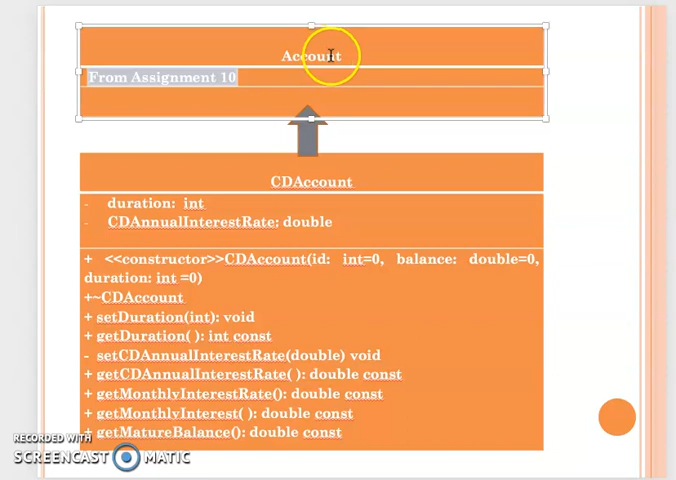 Account
From Assignment 10
CDAccount
- duration: int
- CDAnnualInterestRate: double
+ <<constructor>>CDAccount(id: int=0, balance: double=0,
duration: int =0)
+~CDAccount
+ setDuration(int): void
+ getDuration( ): int const
- setCDAnnualInterestRate(double) void
+ getCDAnnualInterestRate( ): double const
+ getMonthlyInterestRate(): double const
+ getMonthlyInterest( ): double const
+ getMatureBalance(): double const
RECORDED WITH
SCREENCAST MATIC